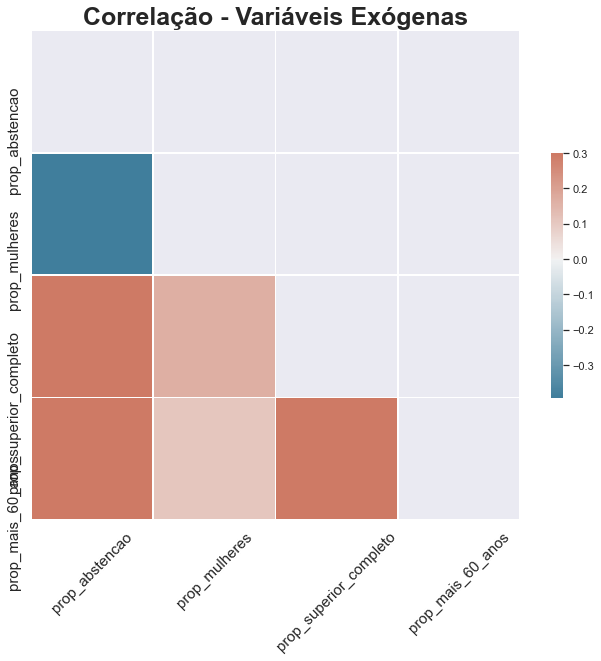 Correlação - Variáveis Exógenas
prop_abstencao
prop_mulheres
prop_superior_completo
prop_mais_60_anos
0.3
0.2
0.1
0.0
−0.1
−0.2
−0.3
prop_abstencao
prop_mulheres
prop_superior_completo
prop_mais_60_anos